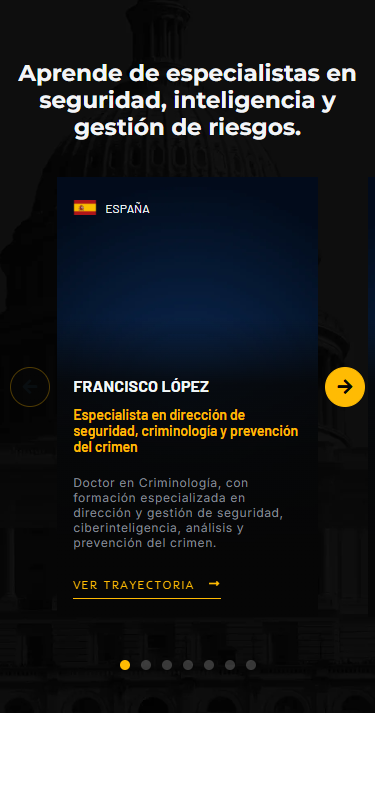 Aprende de especialistas en
seguridad, inteligencia y
gestión de riesgos.
ESPAÑA
FRANCISCO LÓPEZ
Especialista en dirección de
seguridad, criminología y prevención
del crimen
Doctor en Criminología, con
formación especializada en
dirección y gestión de seguridad,
ciberinteligencia, análisis y
prevención del crimen.
VER TRAYECTORIA